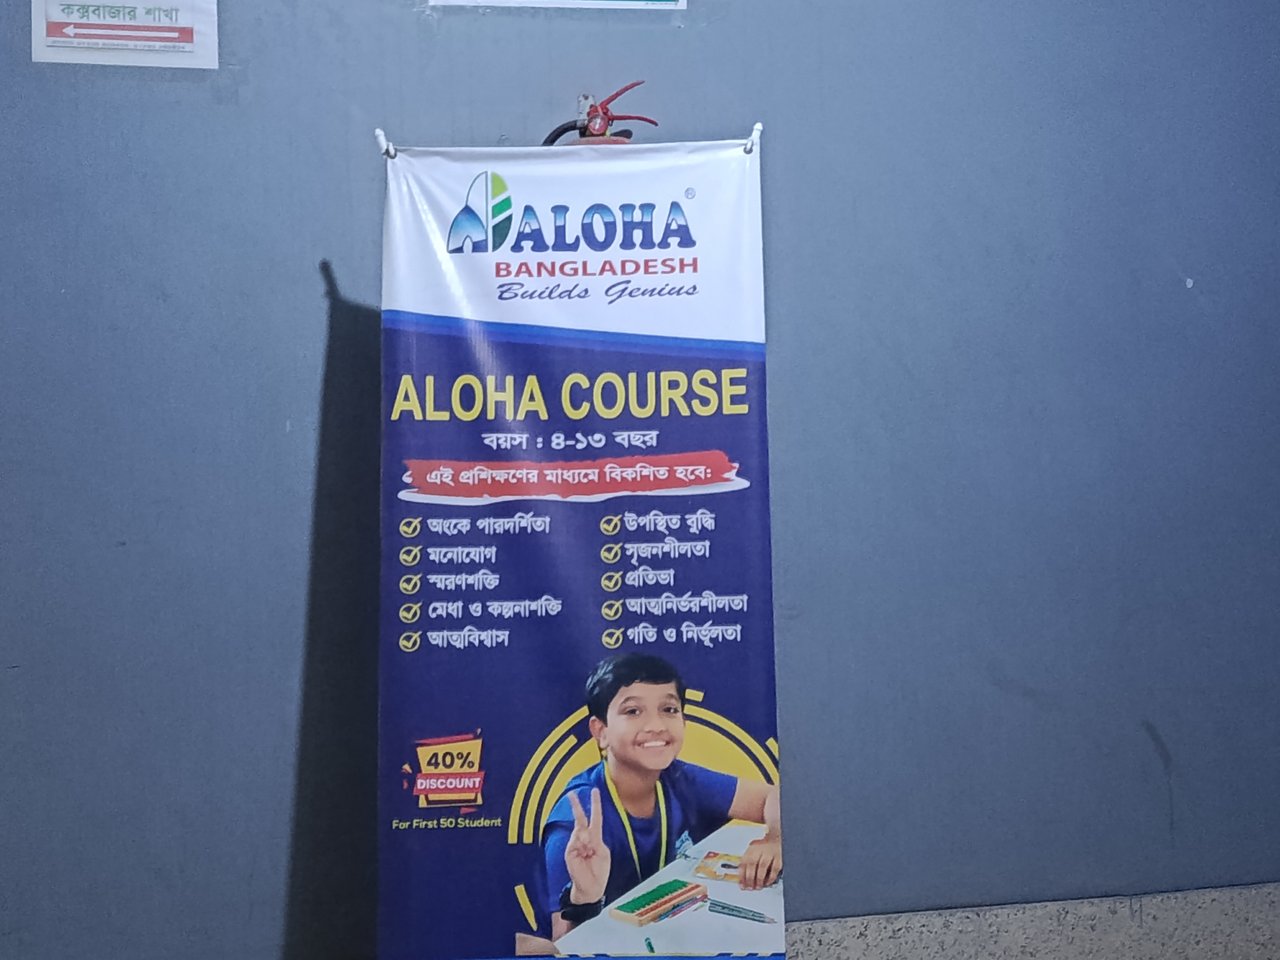 কক্সবাজার শাখা
ALOHA®
BANGLADESH
Builds Genius
ALOHA COURSE
বয়স : ৪-১৩ বছর
এই প্রশিক্ষণের মাধ্যমে বিকশিত হবে:
অংকে পারদর্শিতা
মনোযোগ
স্মরণশক্তি
মেধা ও কল্পনাশক্তি
আত্মবিশ্বাস
উপস্থিত বুদ্ধি
সৃজনশীলতা
প্রতিভা
আত্মনির্ভরশীলতা
গতি ও নির্ভূলতা
40%
DISCOUNT
For First 50 Student